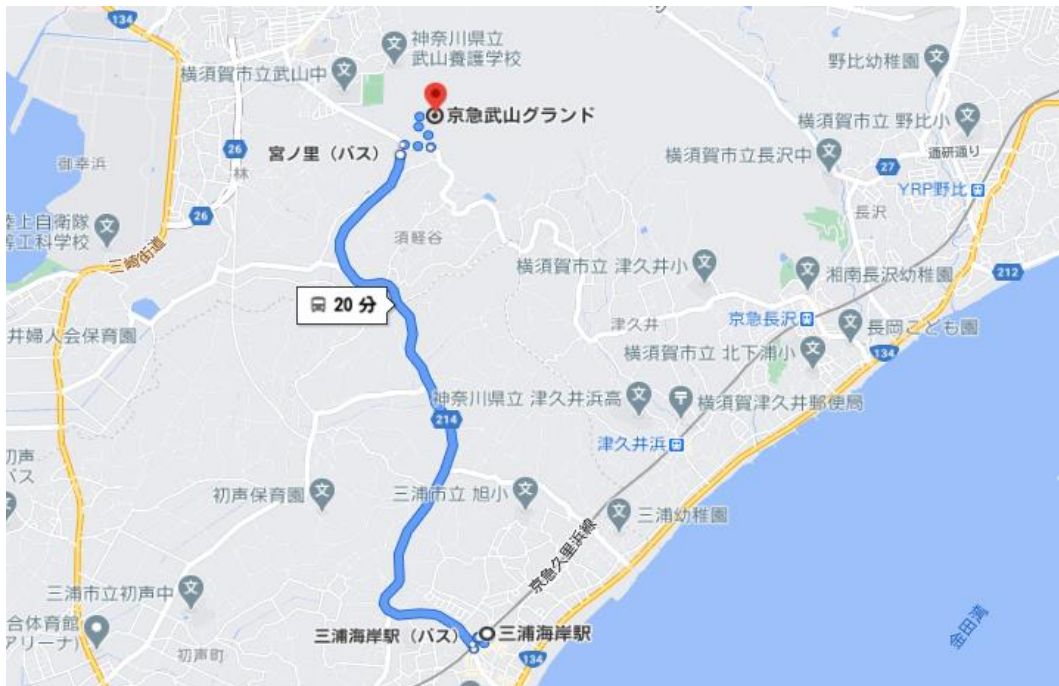 134
神奈川県立
武山養護学校
横須賀市立武山中
野比幼稚園
京急武山グランド
横須賀市立 野比小
宮ノ里（バス）
26
横須賀市立長沢中
27
通研通り
御幸浜
林
YRP野比
26
陸上自衛隊
等工科学校
三崎街道
須軽谷
長沢
横須賀市立 津久井小
湘南長沢幼稚園
212
20 分
津久井
京急長沢
長岡こども園
井婦人会保育園
横須賀市立 北下浦小
134
神奈川県立 津久井浜高
横須賀津久井郵便局
214
津久井浜
初声
バス
初声保育園
三浦市立 旭小
三浦幼稚園
京急久里浜線
三浦市立初声中
合体育館
アリーナ)
初声町
三浦海岸駅（バス）
三浦海岸駅
134
金田湾